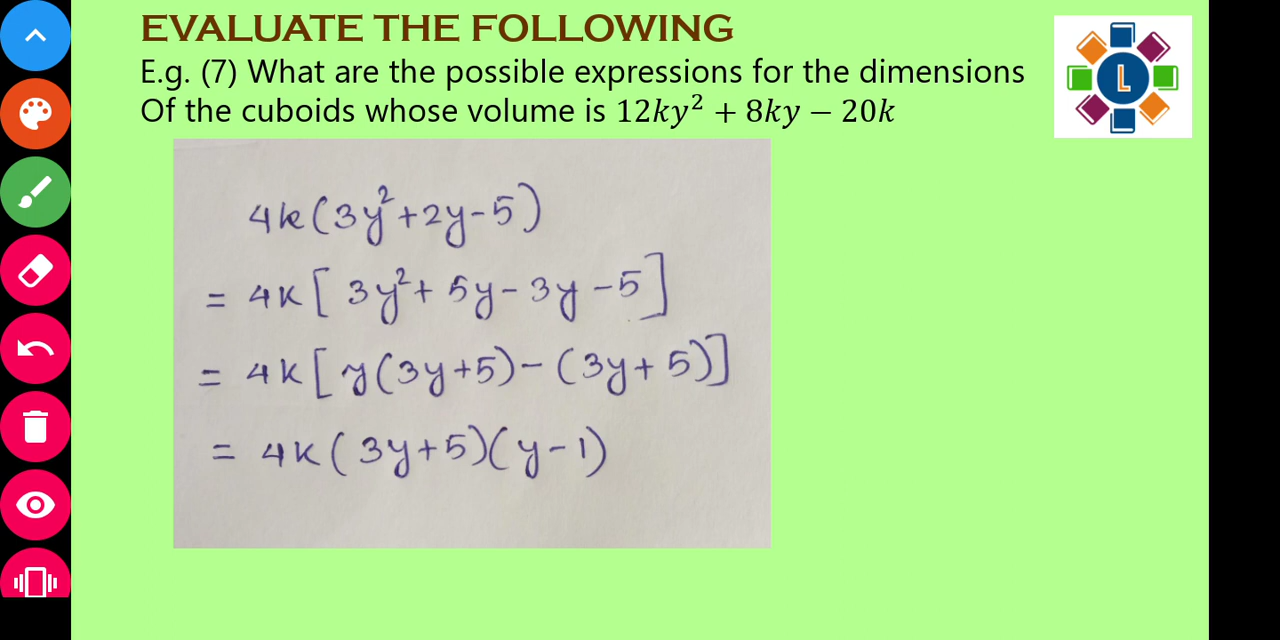 EVALUATE THE FOLLOWING
E.g. (7) What are the possible expressions for the dimensions
Of the cuboids whose volume is 12ky² + 8ky − 20k
L
4k(3y²+2y-5)
= 4k[3y²+5y-3y-5]
= 4k[y(3y+5)-(3y+5)]
= 4k(3y+5)(y-1)